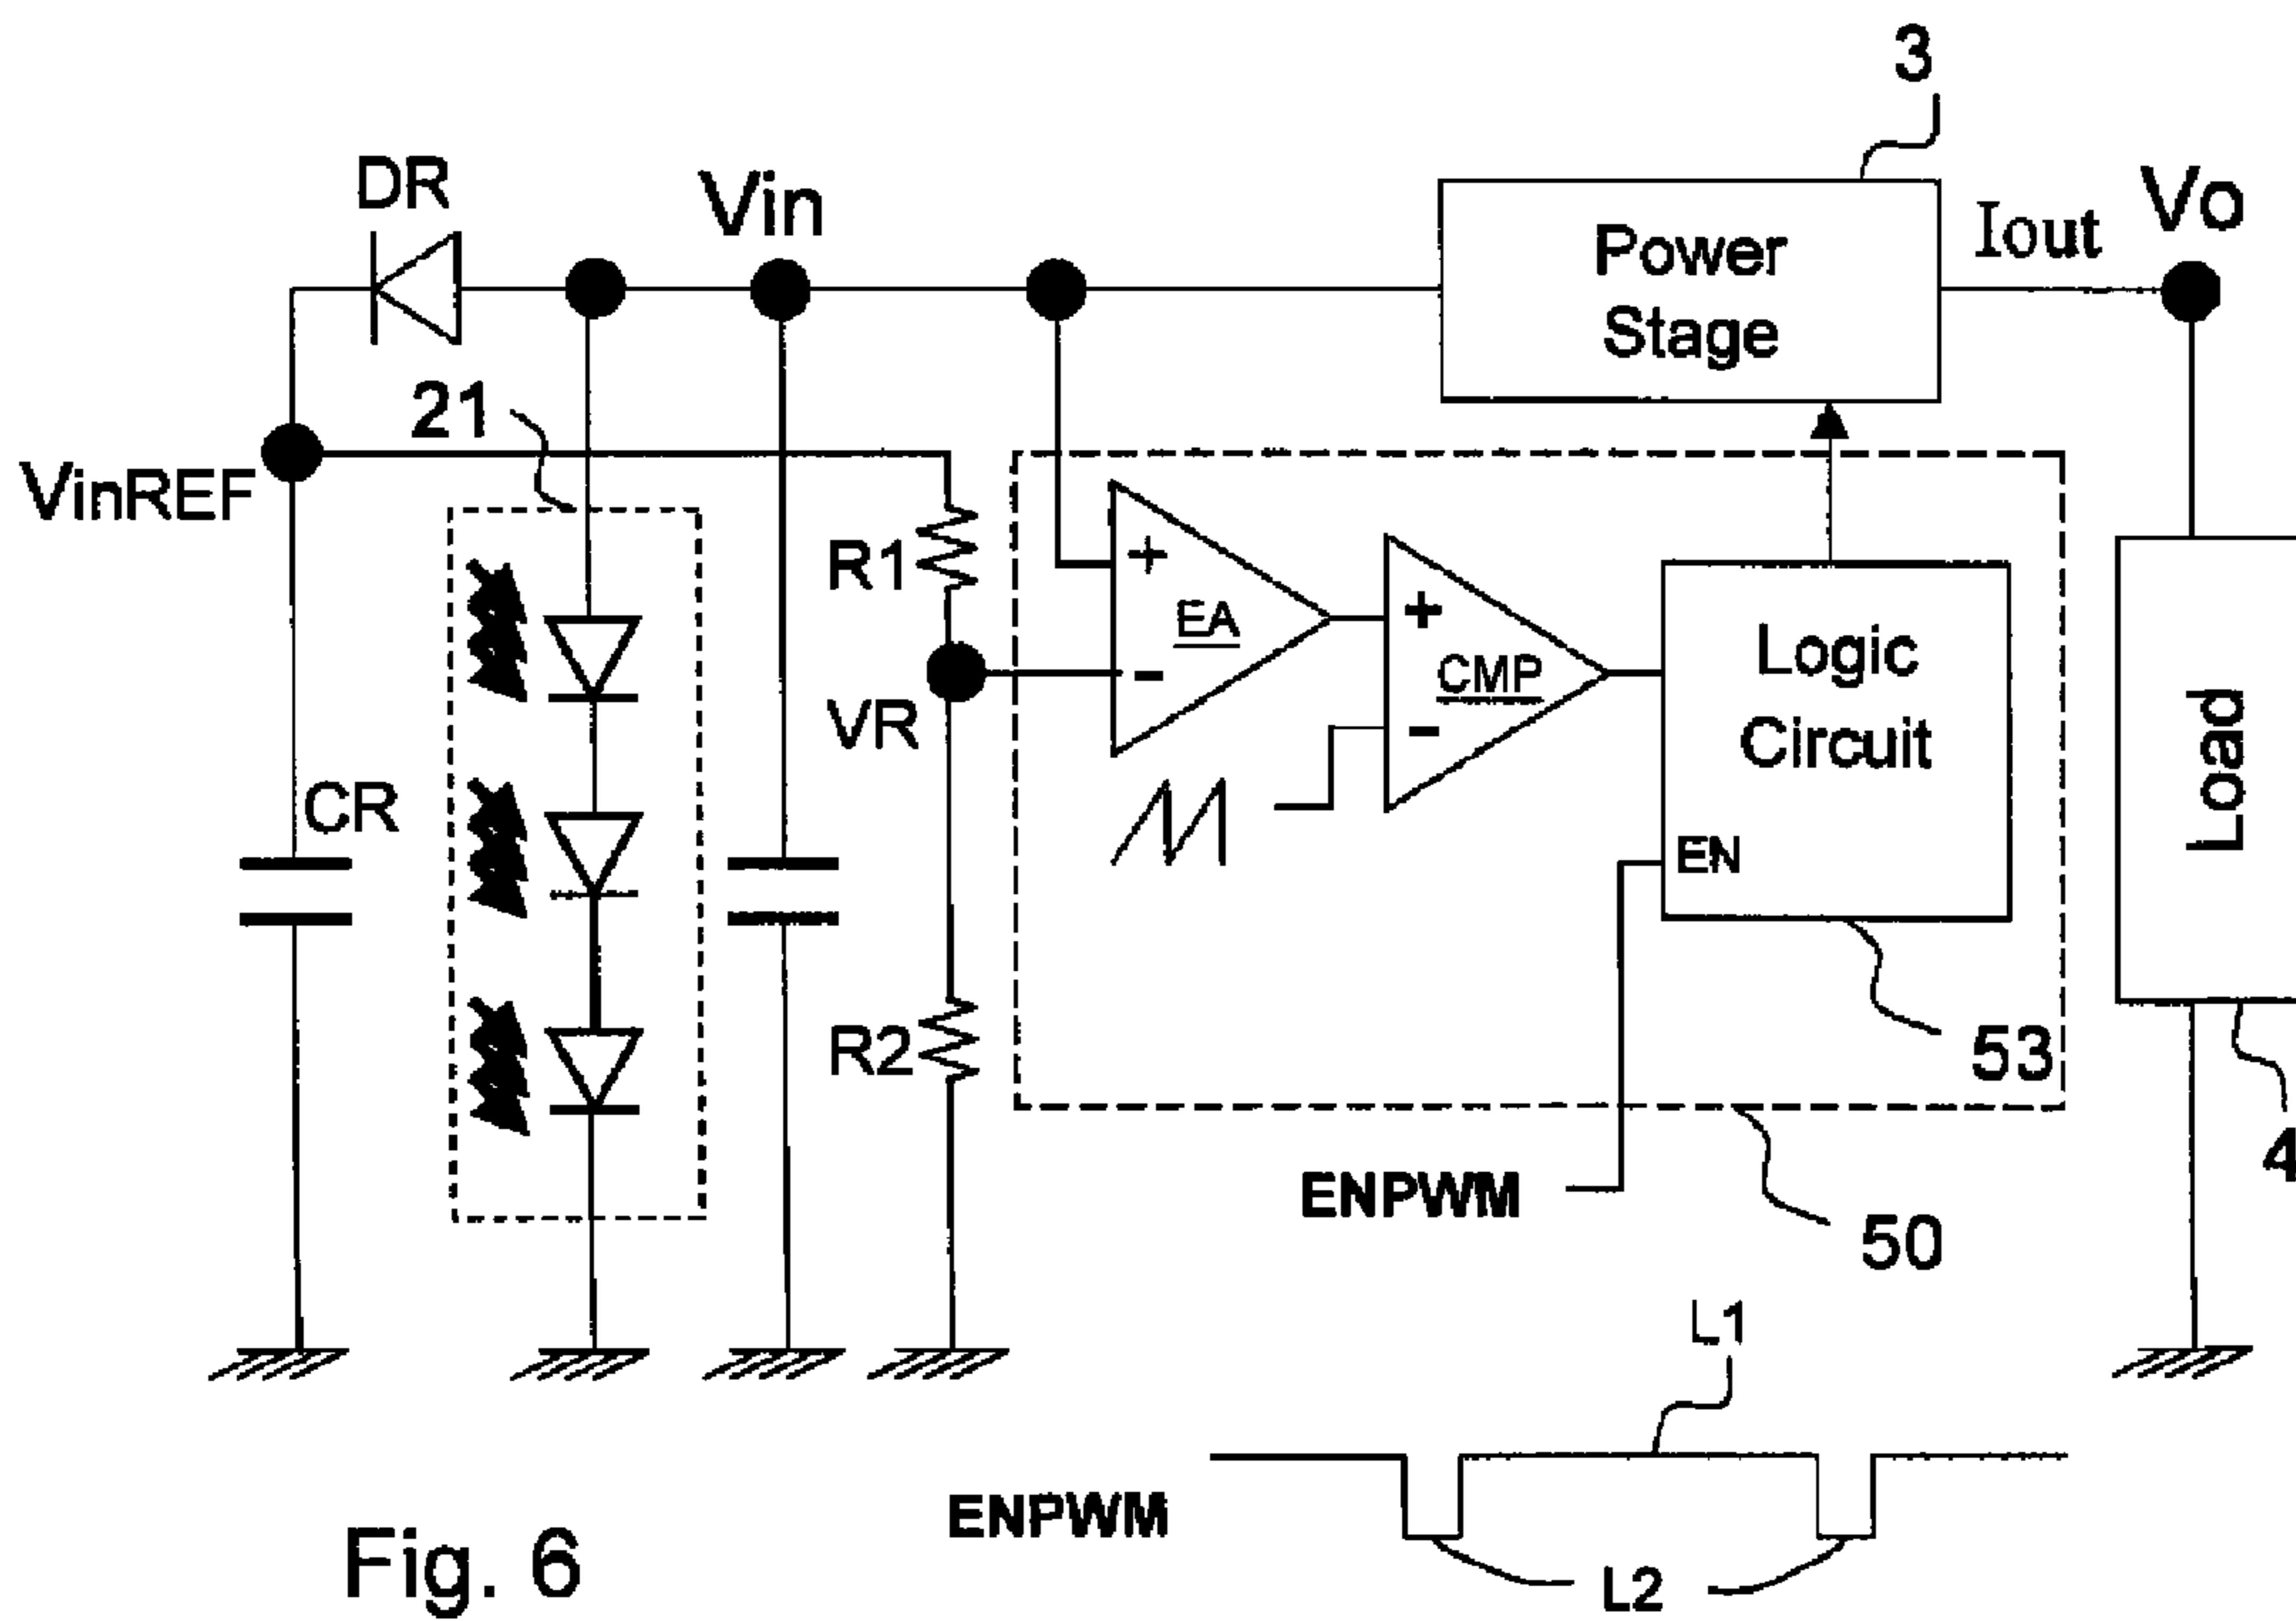 3
DR
Vin
Power
Stage
Iout
Vo
21
VinREF
R1
+
EA
-
+
CMP
-
Logic
Circuit
EN
VR
CR
Load
R2
53
4
ENPWM
50
L1
ENPWM
L2
Fig. 6